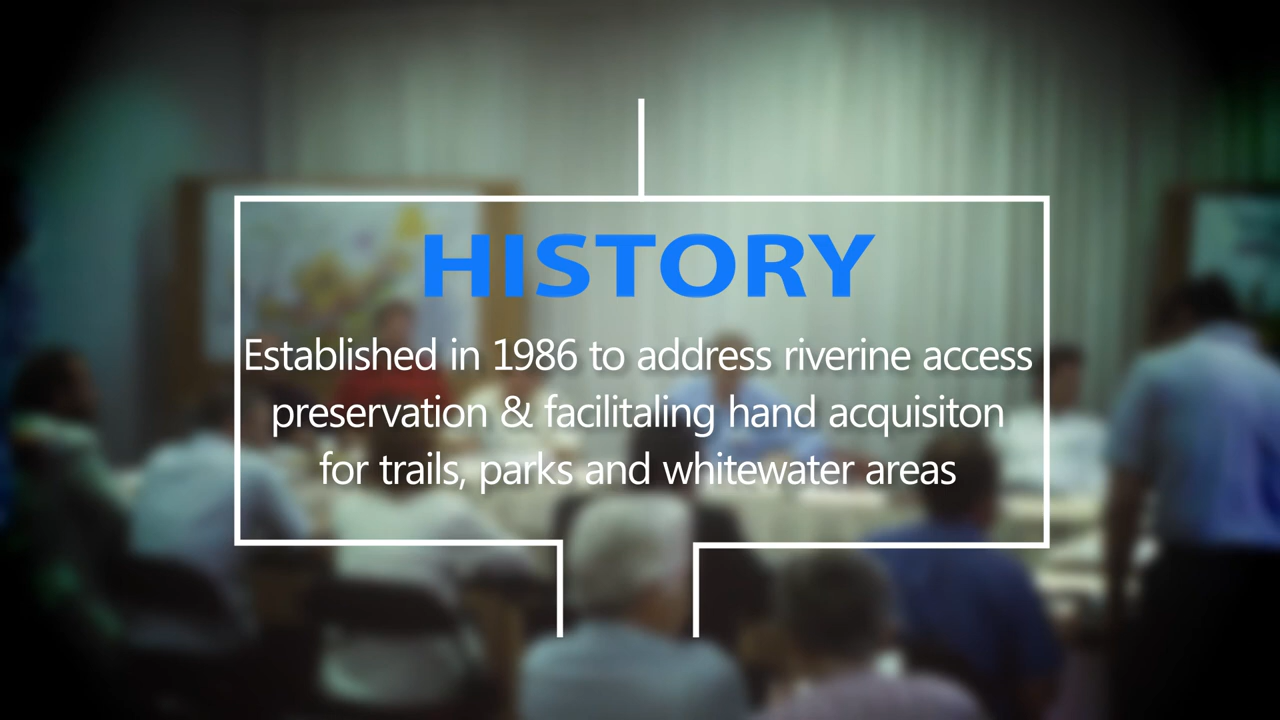 HISTORY
Established in 1986 to address riverine access
preservation & facilitaling hand acquisiton
for trails, parks and whitewater areas